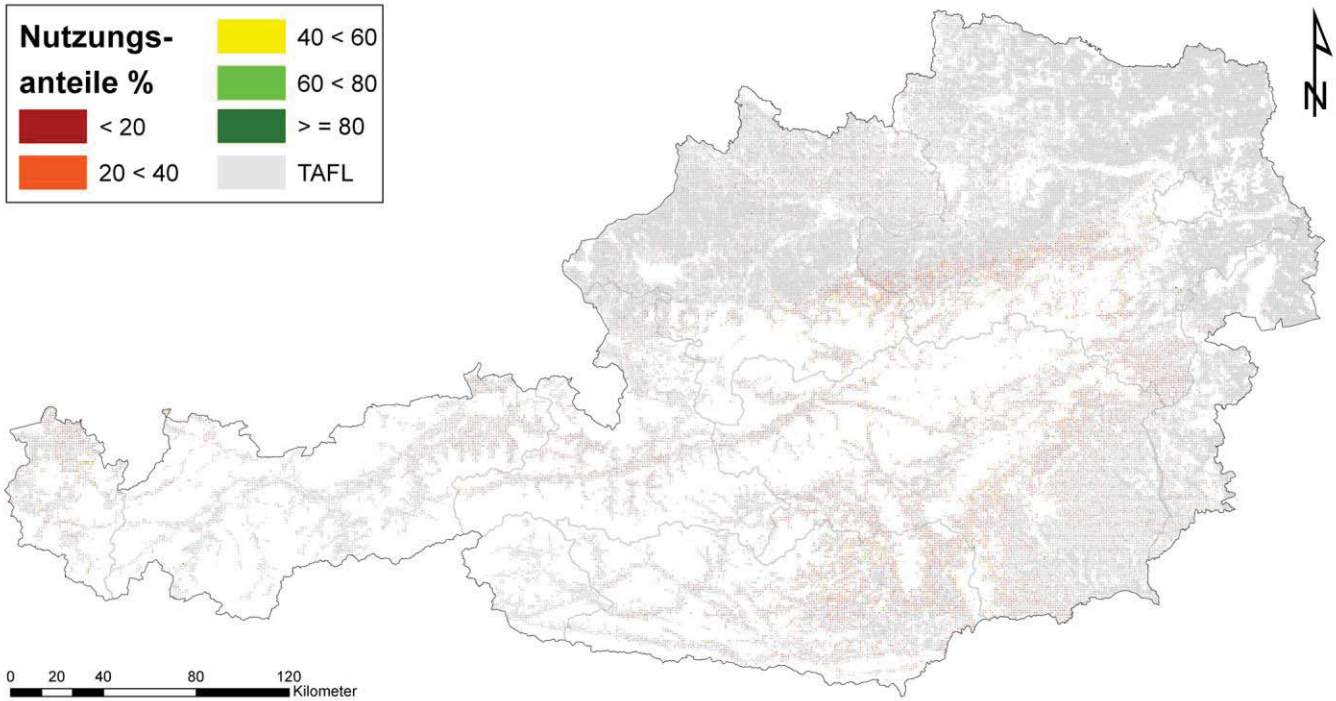 Nutzungs-
anteile %
< 20
20 < 40
40 < 60
60 < 80
> = 80
TAFL
N
0 20 40 80 120
Kilometer